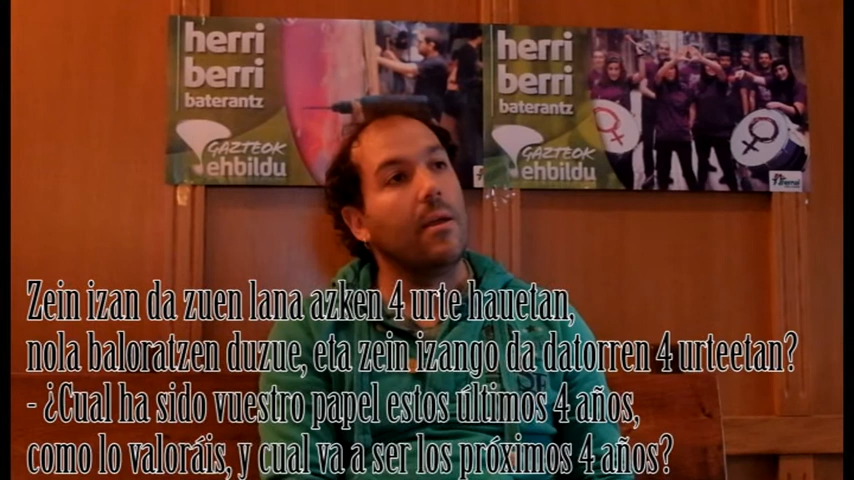 herri
berri
baterantz
GAZTEOK
ehbildu
herri
berri
baterantz
GAZTEOK
ehbildu
Zein izan da zuen lana azken 4 urte hauetan,
nola baloratzen duzue, eta zein izango da datorren 4 urteetan?
- ¿Cual ha sido vuestro papel estos últimos 4 años,
como lo valoráis, y cual va a ser los próximos 4 años?